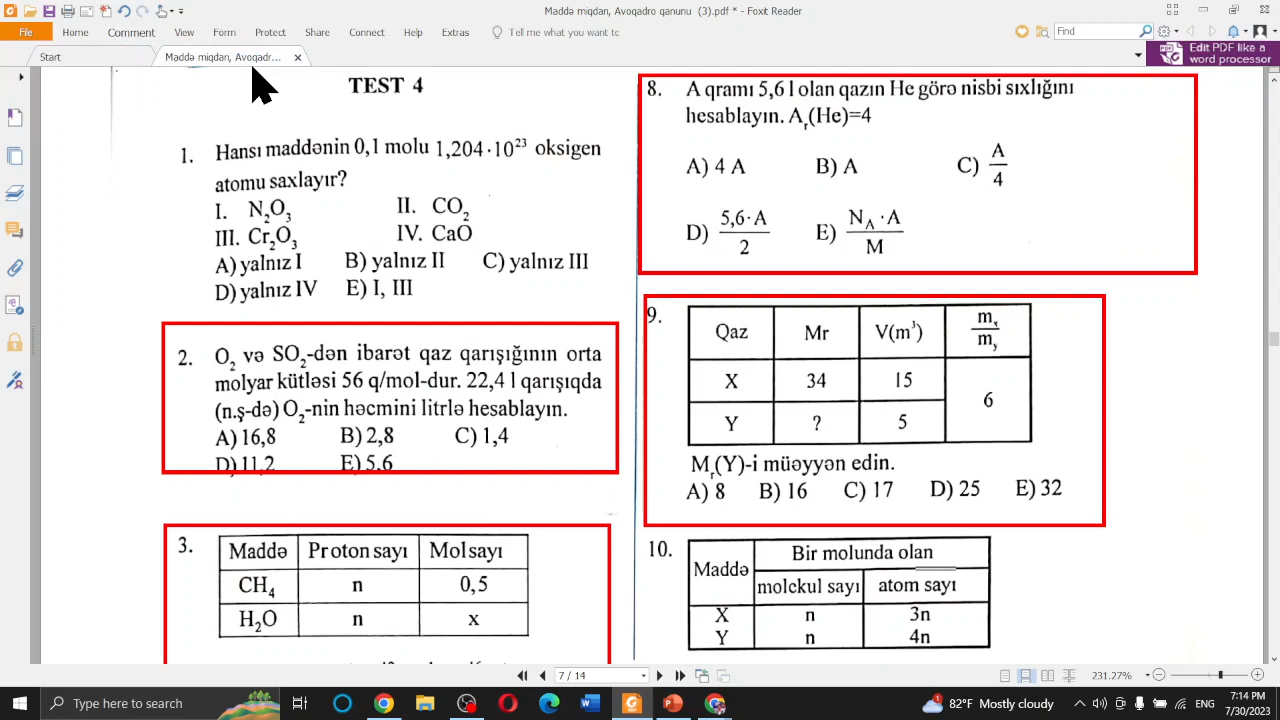 Maddə miqdarı, Avoqadro qanunu (3).pdf * - Foxit Reader
File Home Comment View Form Protect Share Connect Help Extras Tell me what you want to Find
Start Maddə miqdarı, Avoqadr... Edit PDF like a
word processor
TEST 4
1. Hansı maddənin 0,1 molu 1,204·10²³ oksigen
atomu saxlayır?
I. N₂O₃ II. CO₂
III. Cr₂O₃ IV. CaO
A) yalnız I B) yalnız II C) yalnız III
D) yalnız IV E) I, III
2. O₂ və SO₂-dən ibarət qaz qarışığının orta
molyar kütləsi 56 q/mol-dur. 22,4 l qarışıqda
(n.ş-də) O₂-nin həcmini litrlə hesablayın.
A) 16,8 B) 2,8 C) 1,4
D) 11,2 E) 5,6
3. Maddə Proton sayı Mol sayı
CH₄ n 0,5
H₂O n x
8. A qramı 5,6 l olan qazın He görə nisbi sıxlığını
hesablayın. Aᵣ(He)=4
A) 4 A B) A C) A/4
D) 5,6·A/2 E) N_A·A/M
9. Qaz Mr V(m³) mₓ/mᵧ
X 34 15 6
Y ? 5
Mᵣ(Y)-i müəyyən edin.
A) 8 B) 16 C) 17 D) 25 E) 32
10. Maddə Bir molunda olan
molekul sayı atom sayı
X n 3n
Y n 4n
7 / 14 231.27%
Type here to search 82°F Mostly cloudy ENG 7:14 PM
7/30/2023